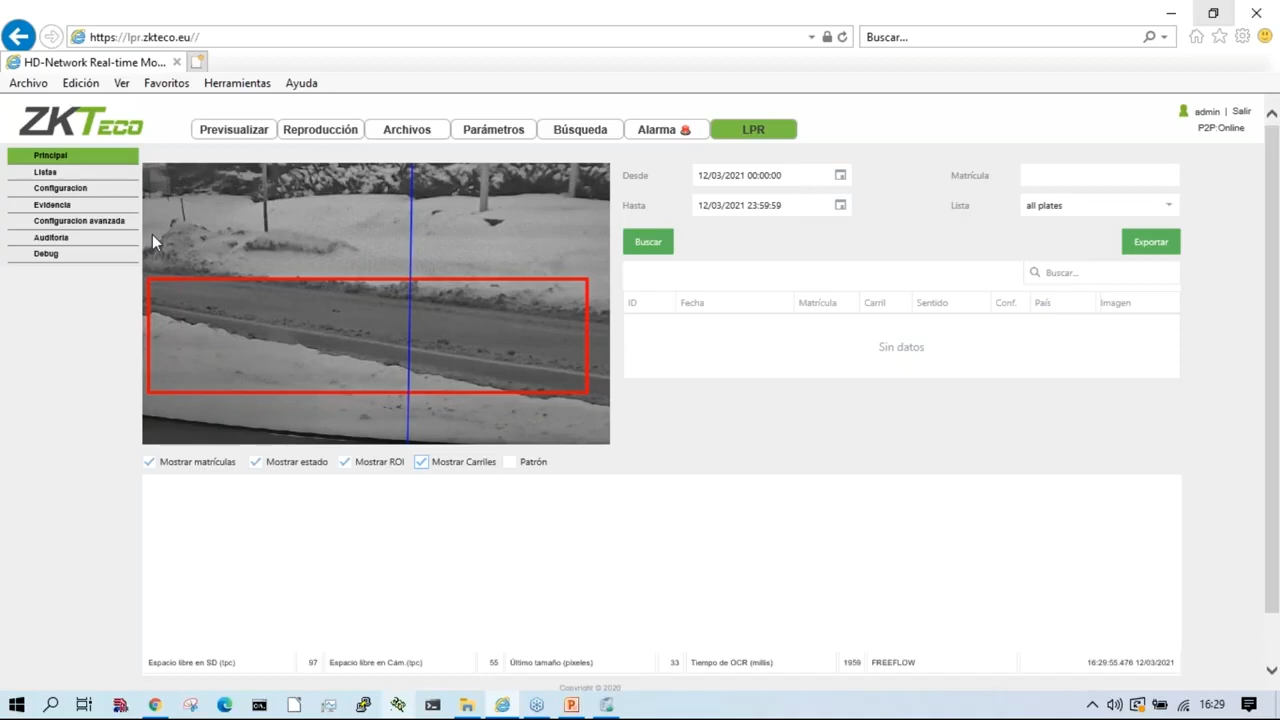 https://lpr.zkteco.eu//
Buscar...
HD-Network Real-time Mo...
Archivo Edición Ver Favoritos Herramientas Ayuda
ZKTeco
Previsualizar Reproducción Archivos Parámetros Búsqueda Alarma LPR
admin | Salir
P2P:Online
Principal
Listas
Configuracion
Evidencia
Configuracion avanzada
Auditoria
Debug
Desde 12/03/2021 00:00:00 Matrícula
Hasta 12/03/2021 23:59:59 Lista all plates
Buscar Exportar
Buscar...
ID Fecha Matrícula Carril Sentido Conf. País Imagen
Sin datos
Mostrar matrículas Mostrar estado Mostrar ROI Mostrar Carriles Patrón
Espacio libre en SD (tpc) 97 Espacio libre en Cám.(tpc) 55 Último tamaño (píxeles) 33 Tiempo de OCR (millis) 1959 FREEFLOW 16:29:55.476 12/03/2021
Copyright © 2020
16:29